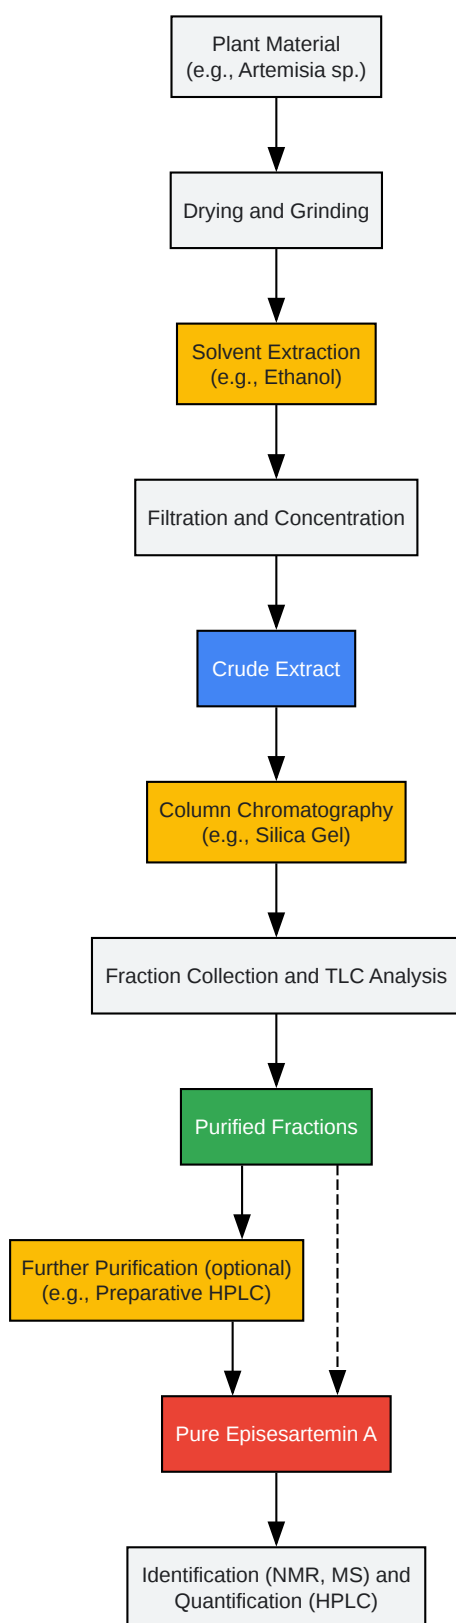 Plant Material
(e.g., Artemisia sp.)
Drying and Grinding
Solvent Extraction
(e.g., Ethanol)
Filtration and Concentration
Crude Extract
Column Chromatography
(e.g., Silica Gel)
Fraction Collection and TLC Analysis
Purified Fractions
Further Purification (optional)
(e.g., Preparative HPLC)
Pure Episesartemin A
Identification (NMR, MS) and
Quantification (HPLC)